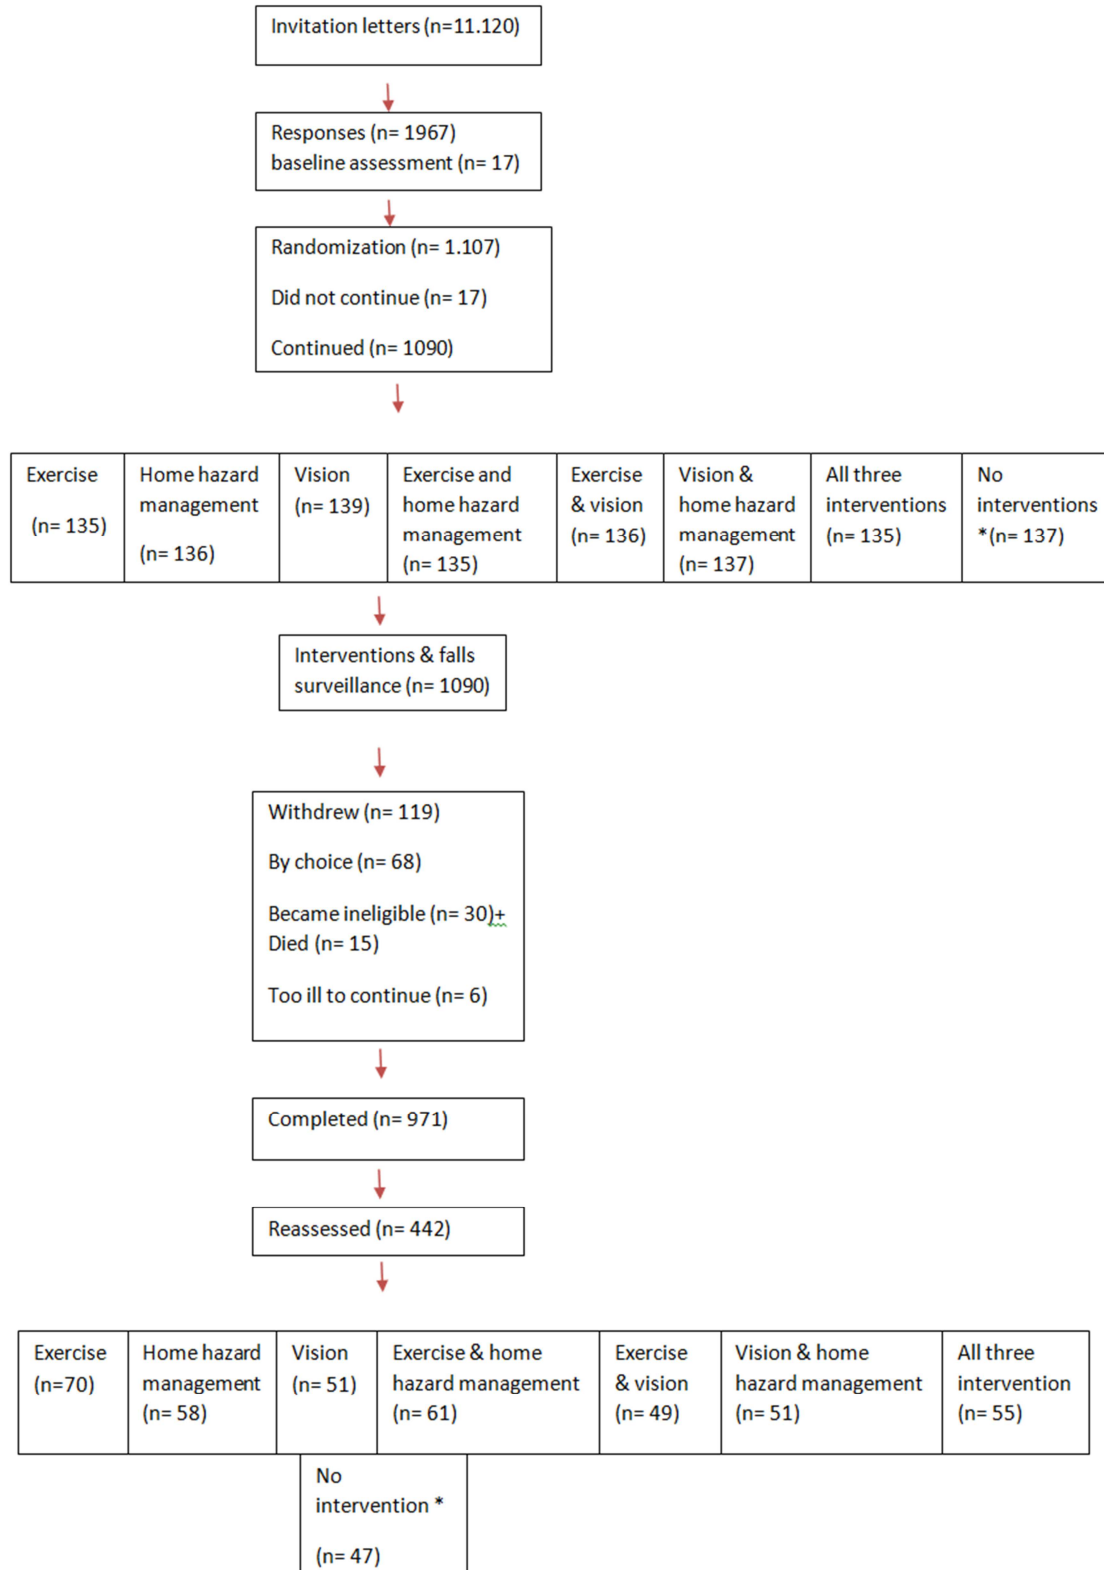 Invitation letters (n=11.120)
Responses (n= 1967)
baseline assessment (n= 17)
Randomization (n= 1.107)
Did not continue (n= 17)
Continued (n= 1090)
Exercise
(n= 135)
Home hazard
management
(n= 136)
Vision
(n= 139)
Exercise and
home hazard
management
(n= 135)
Exercise
& vision
(n= 136)
Vision &
home hazard
management
(n= 137)
All three
interventions
(n= 135)
No
interventions
*(n= 137)
Interventions & falls
surveillance (n= 1090)
Withdrew (n= 119)
By choice (n= 68)
Became ineligible (n= 30)+
Died (n= 15)
Too ill to continue (n= 6)
Completed (n= 971)
Reassessed (n= 442)
Exercise
(n=70)
Home hazard
management
(n= 58)
Vision
(n= 51)
Exercise & home
hazard management
(n= 61)
Exercise
& vision
(n= 49)
Vision & home
hazard management
(n= 51)
All three
intervention
(n= 55)
No
intervention *
(n= 47)